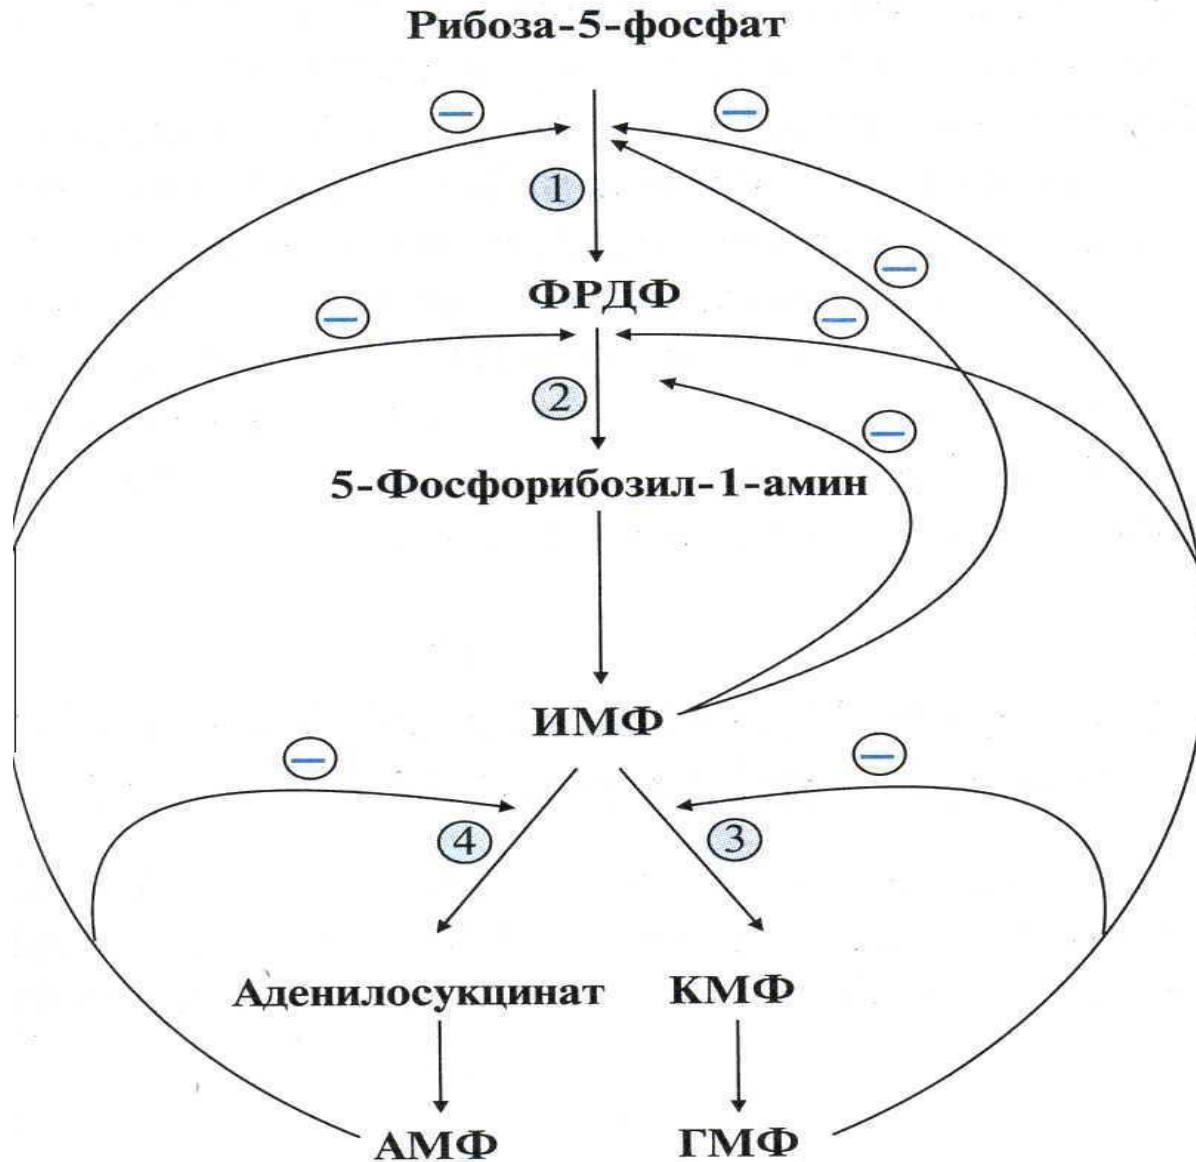 Рибоза-5-фосфат
1
ФРДФ
2
5-Фосфорибозил-1-амин
ИМФ
4
3
Аденилосукцинат
КМФ
АМФ
ГМФ